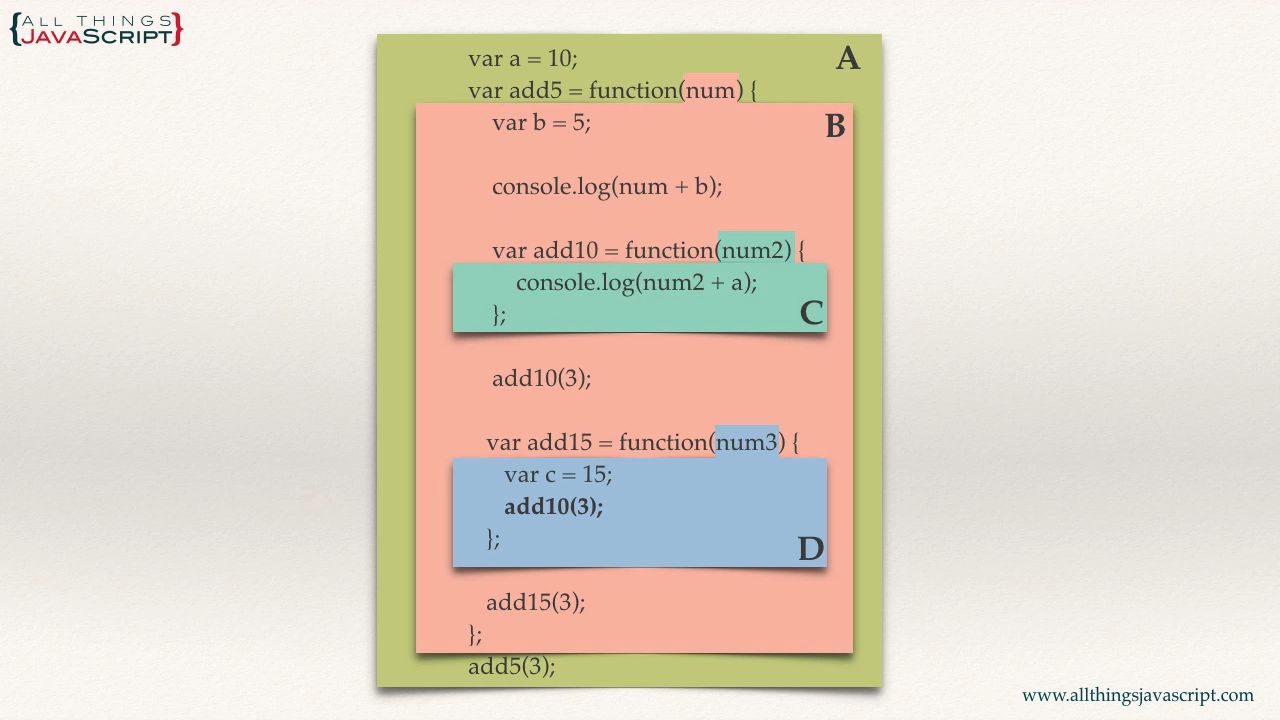 {ALL THINGS
JAVASCRIPT}
var a = 10;
A
var add5 = function(num) {
var b = 5;
B
console.log(num + b);
var add10 = function(num2) {
console.log(num2 + a);
};
C
add10(3);
var add15 = function(num3) {
var c = 15;
add10(3);
};
D
add15(3);
};
add5(3);
www.allthingsjavascript.com